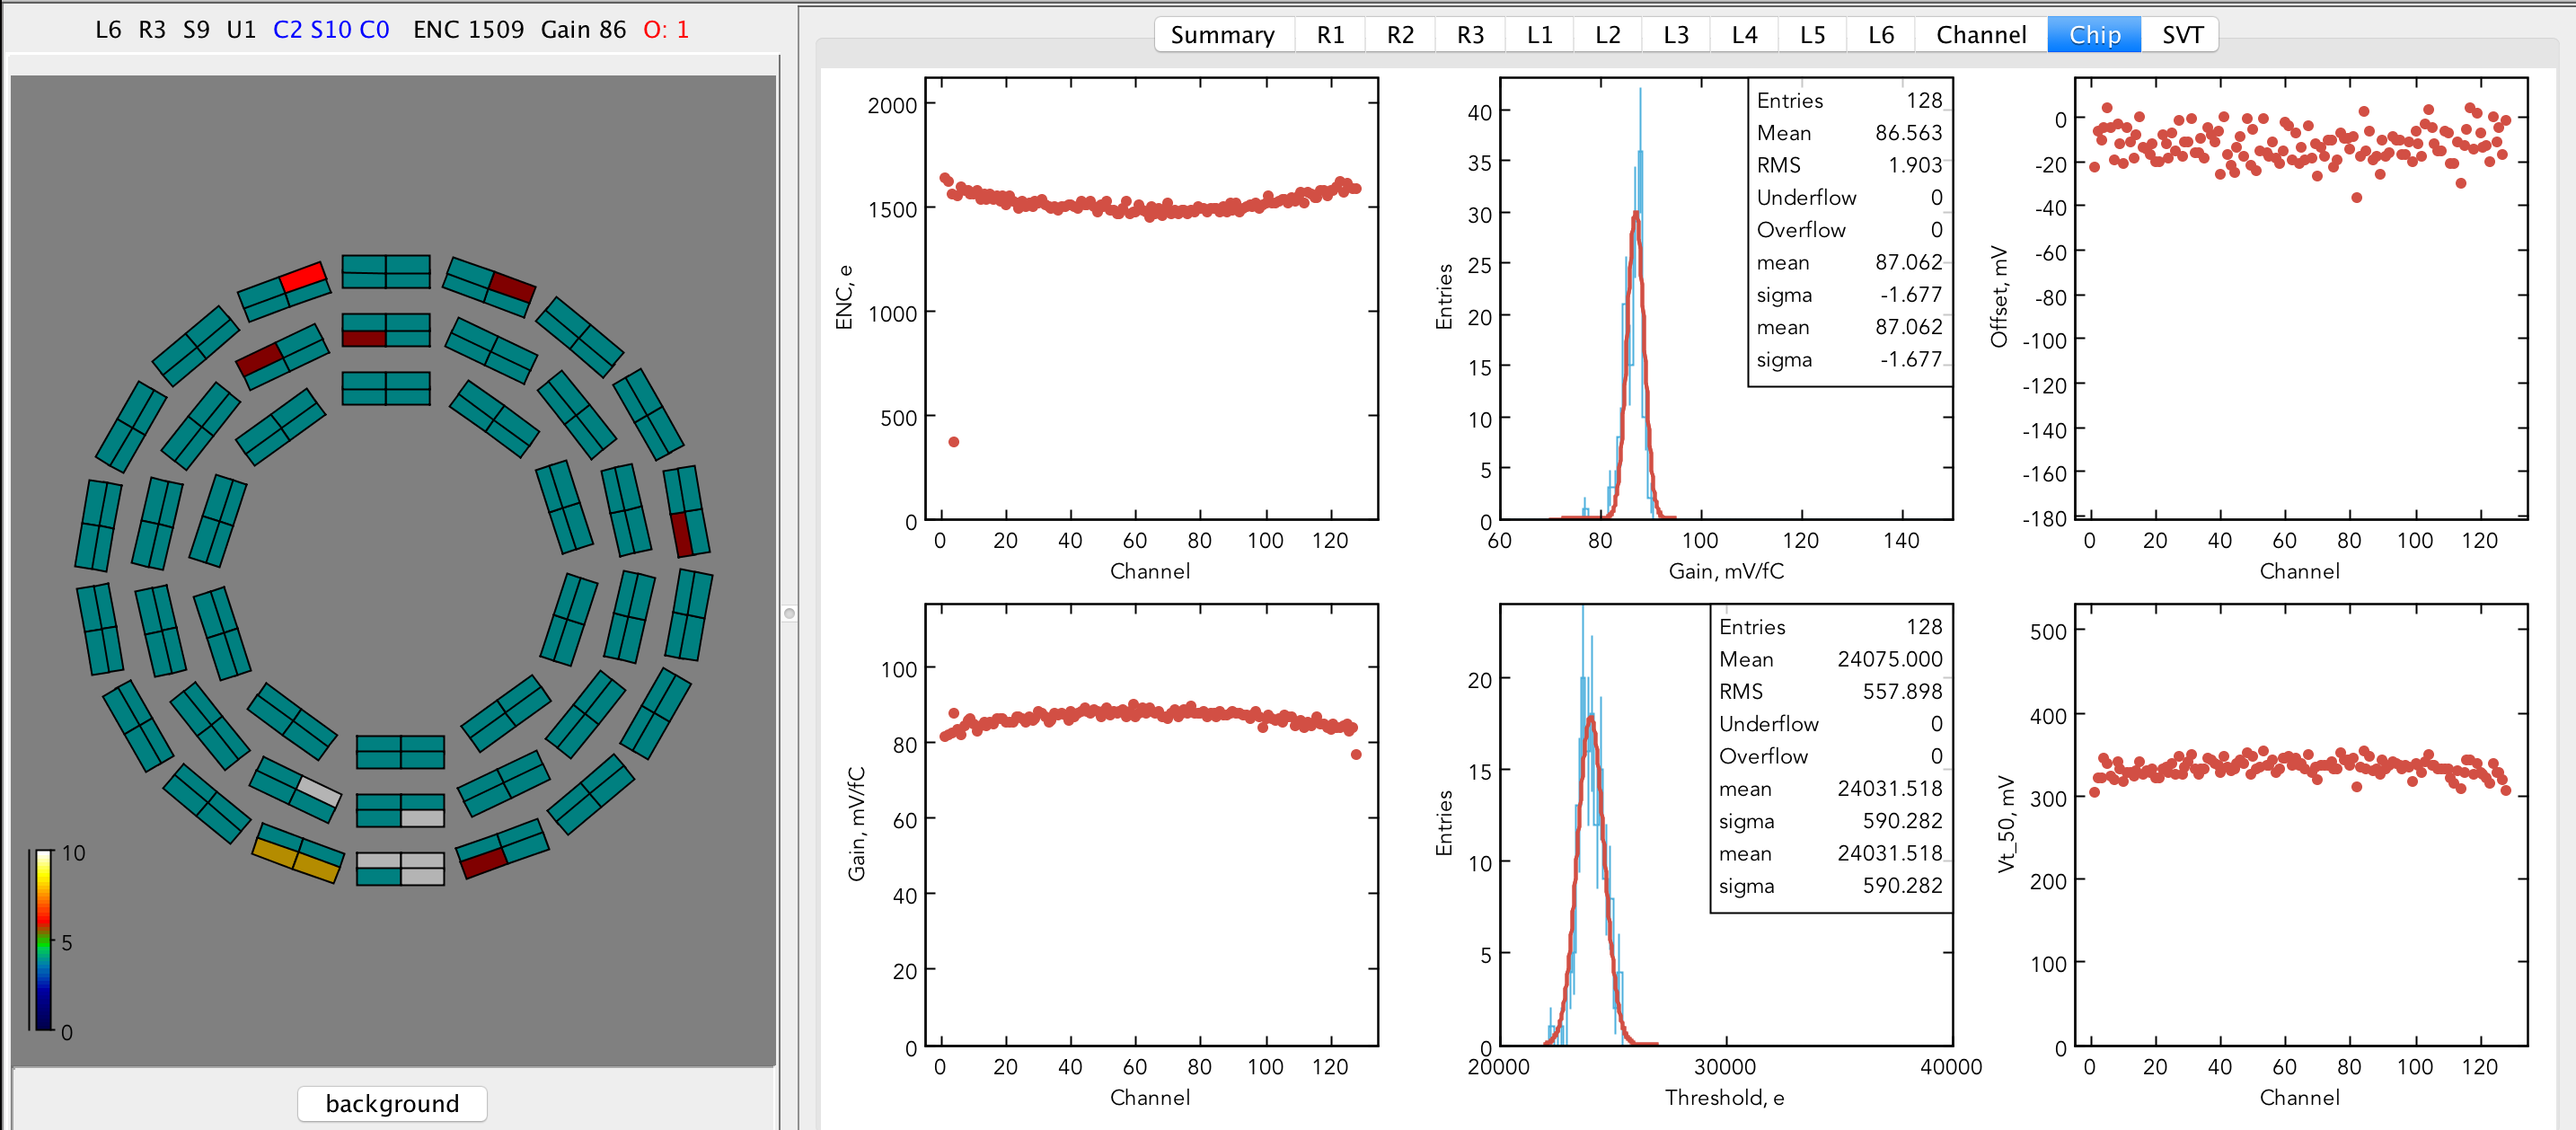 L6 R3 S9 U1 C2 S10 C0 ENC 1509 Gain 86 O: 1
Summary R1 R2 R3 L1 L2 L3 L4 L5 L6 Channel Chip SVT
10
5
0
background
2000
1500
1000
500
0
ENC, e
0 20 40 60 80 100 120
Channel
40
35
30
25
20
15
10
5
0
Entries
60 80 100 120 140
Gain, mV/fC
Entries 128
Mean 86.563
RMS 1.903
Underflow 0
Overflow 0
mean 87.062
sigma -1.677
mean 87.062
sigma -1.677
0
-20
-40
-60
-80
-100
-120
-140
-160
-180
Offset, mV
0 20 40 60 80 100 120
Channel
100
80
60
40
20
0
Gain, mV/fC
0 20 40 60 80 100 120
Channel
20
15
10
5
0
Entries
20000 30000 40000
Threshold, e
Entries 128
Mean 24075.000
RMS 557.898
Underflow 0
Overflow 0
mean 24031.518
sigma 590.282
mean 24031.518
sigma 590.282
500
400
300
200
100
0
Vt_50, mV
0 20 40 60 80 100 120
Channel